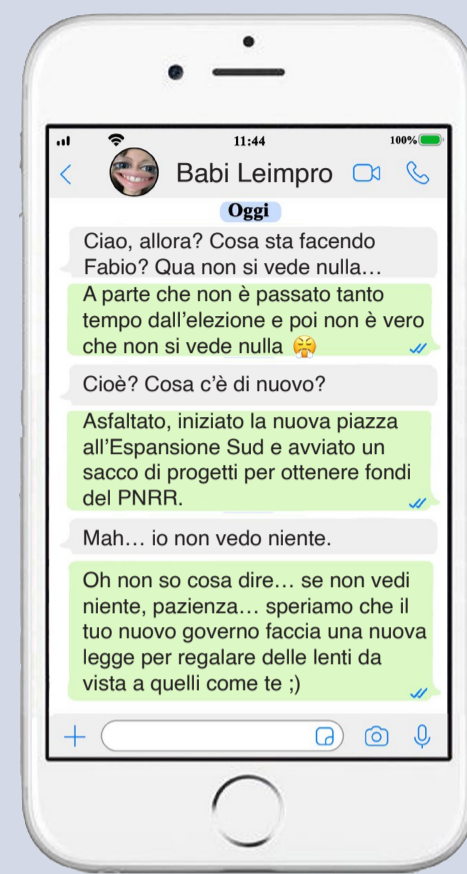 11:44
100%
Babi Leimpro
Oggi
Ciao, allora? Cosa sta facendo
Fabio? Qua non si vede nulla…
A parte che non è passato tanto
tempo dall'elezione e poi non è vero
che non si vede nulla 😤
Cioè? Cosa c'è di nuovo?
Asfaltato, iniziato la nuova piazza
all'Espansione Sud e avviato un
sacco di progetti per ottenere fondi
del PNRR.
Mah… io non vedo niente.
Oh non so cosa dire… se non vedi
niente, pazienza… speriamo che il
tuo nuovo governo faccia una nuova
legge per regalare delle lenti da
vista a quelli come te ;)